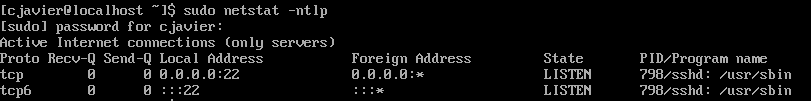 [cjavier@localhost ~]$ sudo netstat -ntlp
[sudo] password for cjavier:
Active Internet connections (only servers)
Proto Recv-Q Send-Q Local Address           Foreign Address         State       PID/Program name
tcp        0      0 0.0.0.0:22              0.0.0.0:*               LISTEN      798/sshd: /usr/sbin
tcp6       0      0 :::22                   :::*                    LISTEN      798/sshd: /usr/sbin